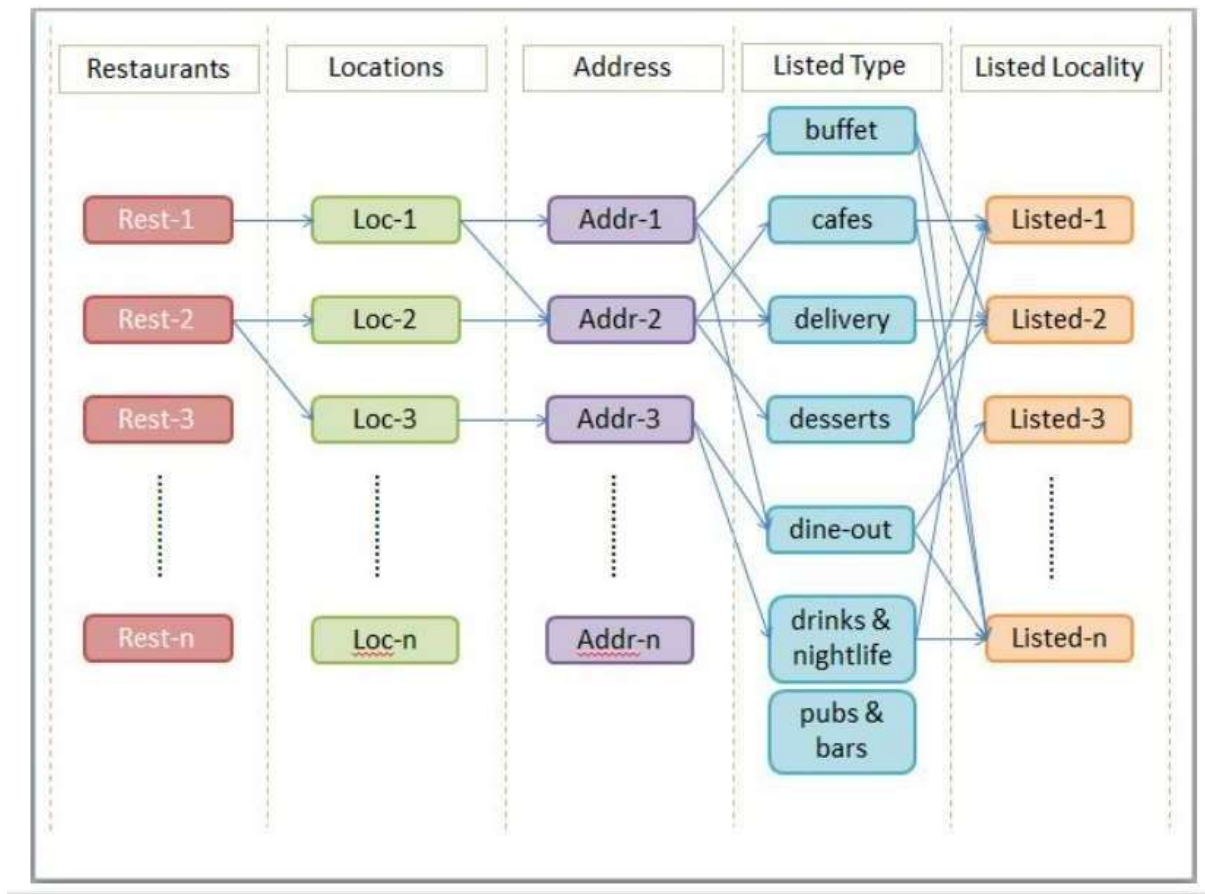 Restaurants
Locations
Address
Listed Type
Listed Locality
buffet
Rest-1
Loc-1
Addr-1
cafes
Listed-1
Rest-2
Loc-2
Addr-2
delivery
Listed-2
Rest-3
Loc-3
Addr-3
desserts
Listed-3
dine-out
Rest-n
Loc-n
Addr-n
drinks &
nightlife
Listed-n
pubs &
bars